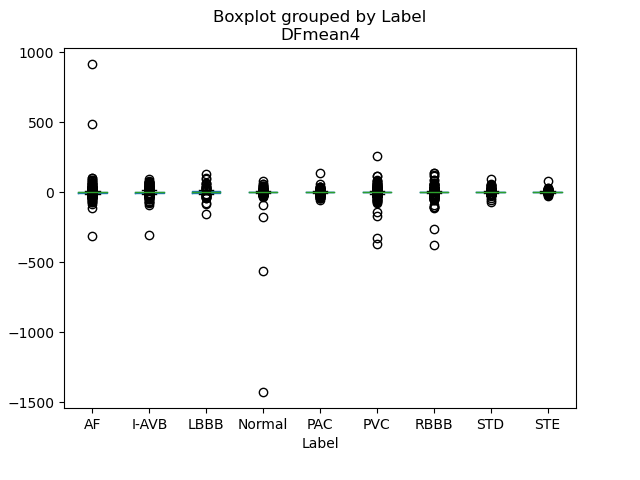 Boxplot grouped by Label
DFmean4
1000
500
0
−500
−1000
−1500
AF I-AVB LBBB Normal PAC PVC RBBB STD STE
Label